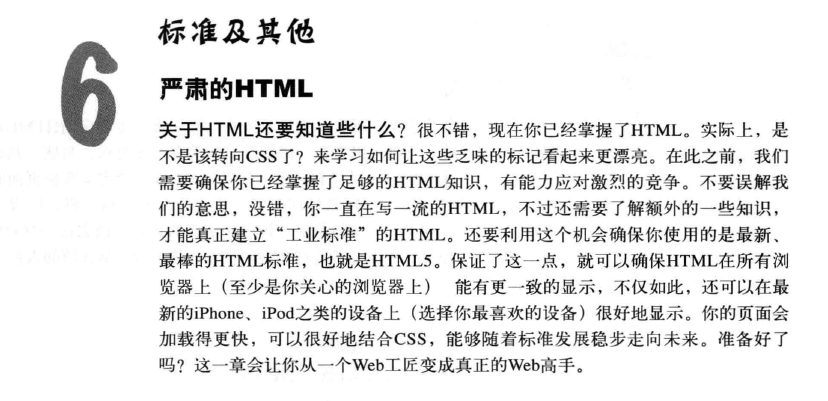 6
标准及其他
严肃的HTML
关于HTML还要知道些什么？很不错，现在你已经掌握了HTML。实际上，是
不是该转向CSS了？来学习如何让这些乏味的标记看起来更漂亮。在此之前，我们
需要确保你已经掌握了足够的HTML知识，有能力应对激烈的竞争。不要误解我
们的意思，没错，你一直在写一流的HTML，不过还需要了解额外的一些知识，
才能真正建立“工业标准”的HTML。还要利用这个机会确保你使用的是最新、
最棒的HTML标准，也就是HTML5。保证了这一点，就可以确保HTML在所有浏
览器上（至少是你关心的浏览器上） 能有更一致的显示，不仅如此，还可以在最
新的iPhone、iPod之类的设备上（选择你最喜欢的设备）很好地显示。你的页面会
加载得更快，可以很好地结合CSS，能够随着标准发展稳步走向未来。准备好了
吗？这一章会让你从一个Web工匠变成真正的Web高手。